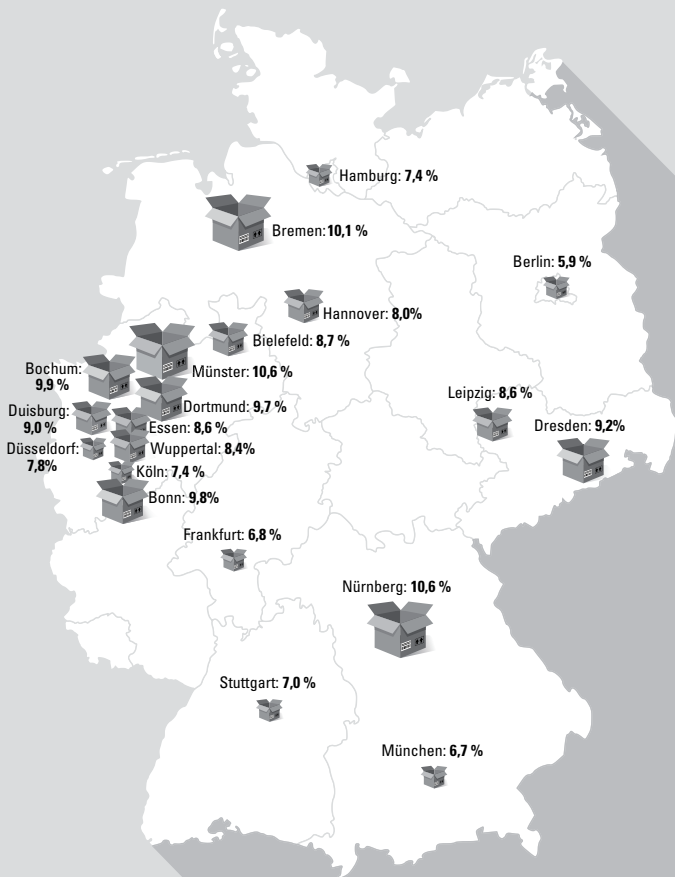 Hamburg: 7,4 %
Bremen: 10,1 %
Berlin: 5,9 %
Hannover: 8,0%
Bielefeld: 8,7 %
Bochum:
9,9 %
Münster: 10,6 %
Leipzig: 8,6 %
Duisburg:
9,0 %
Dortmund: 9,7 %
Dresden: 9,2%
Essen: 8,6 %
Düsseldorf:
7,8%
Wuppertal: 8,4%
Köln: 7,4 %
Bonn: 9,8%
Frankfurt: 6,8 %
Nürnberg: 10,6 %
Stuttgart: 7,0 %
München: 6,7 %